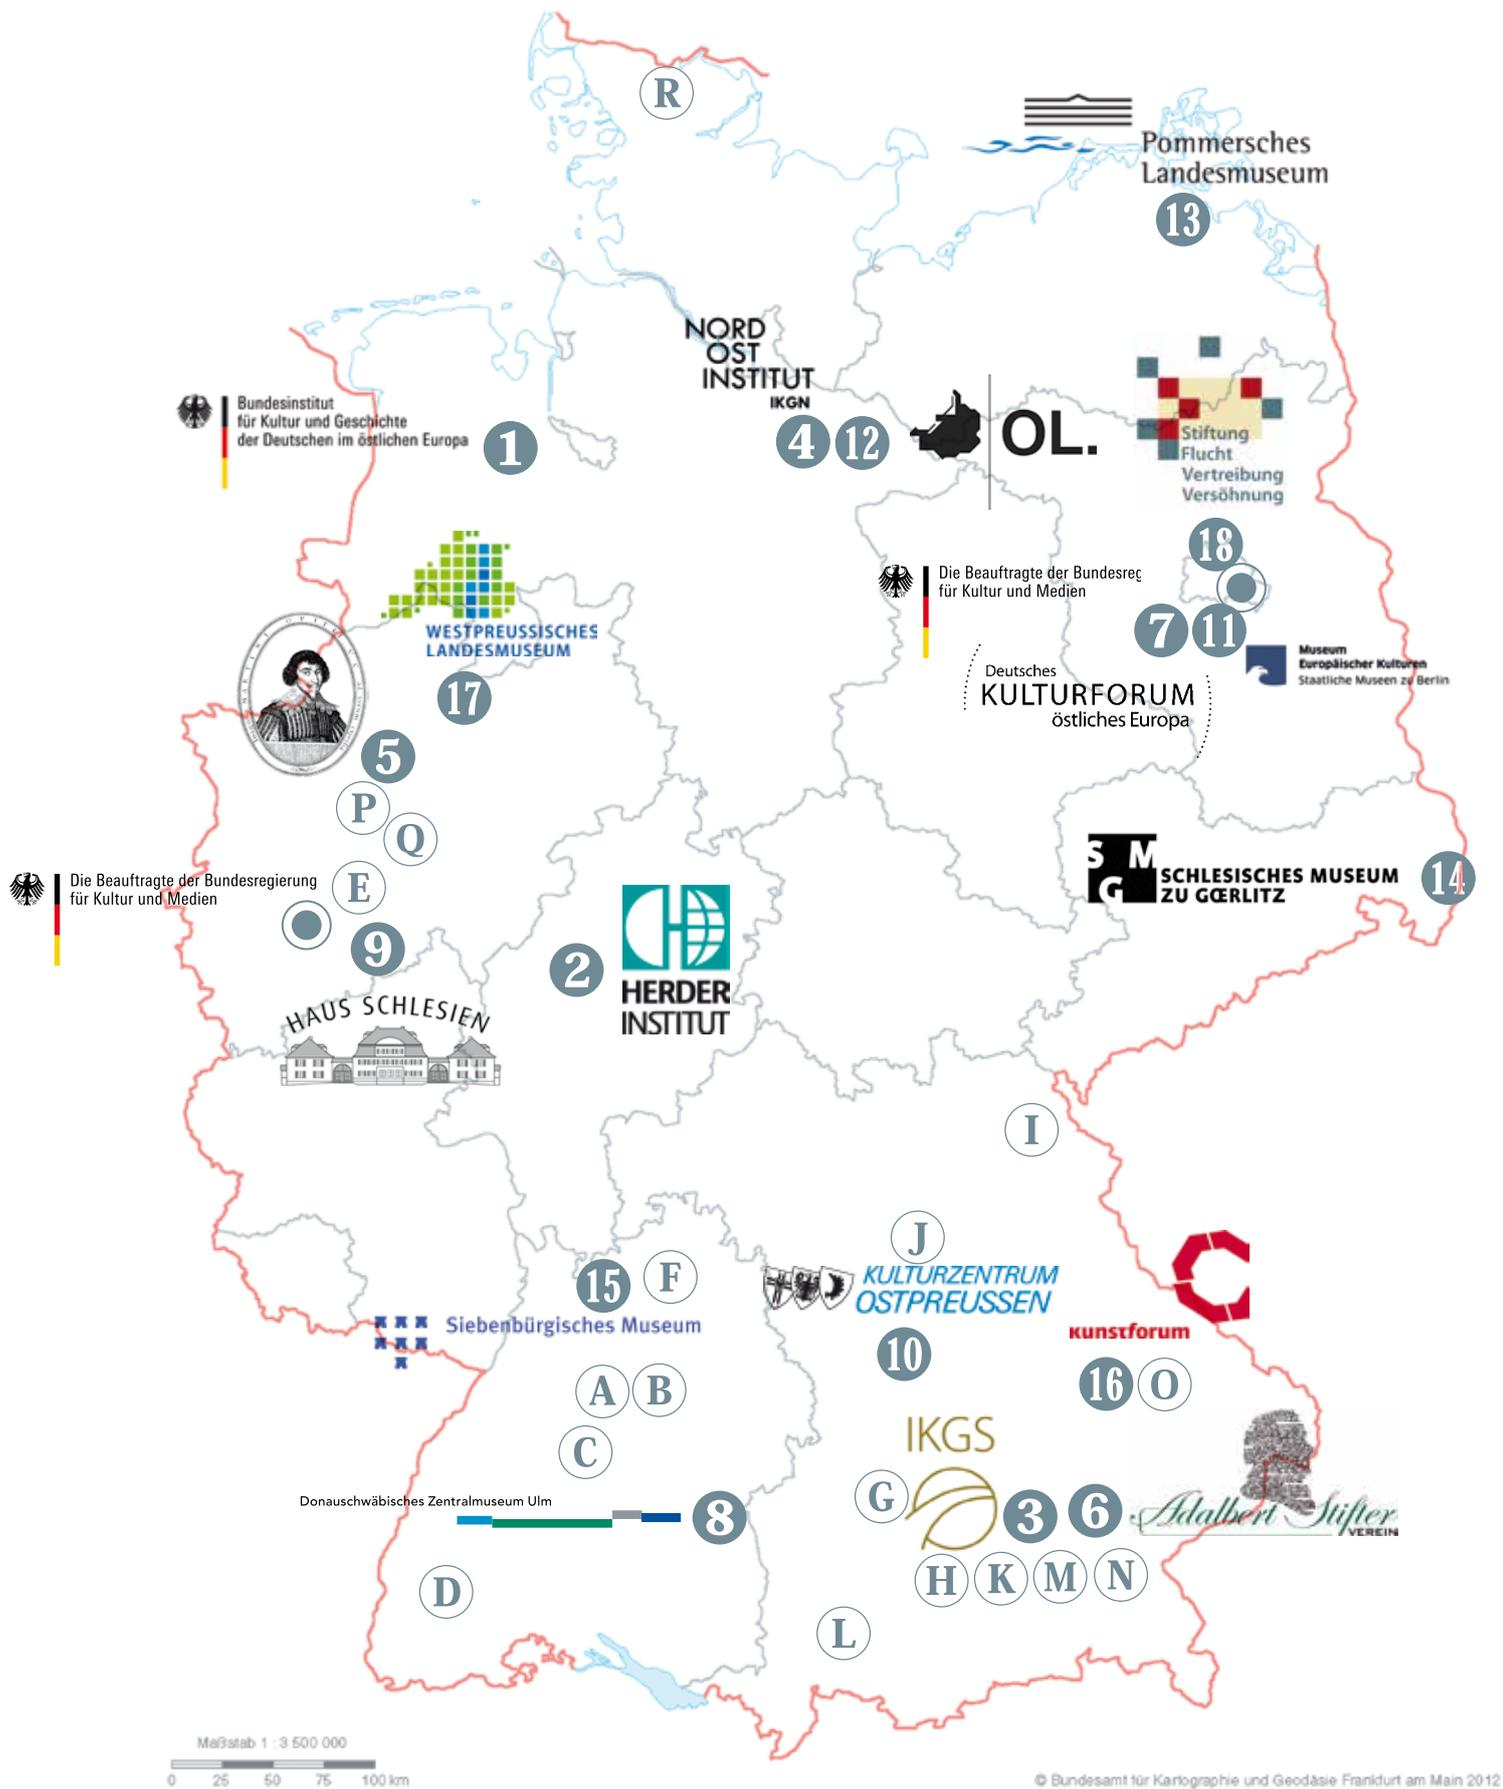 R
Pommersches
Landesmuseum
13
NORD
OST
INSTITUT
IKGN
4
12
OL.
Stiftung
Flucht
Vertreibung
Versöhnung
18
Bundesinstitut
für Kultur und Geschichte
der Deutschen im östlichen Europa
1
WESTPREUSSISCHES
LANDESMUSEUM
17
Die Beauftragte der Bundesreg
für Kultur und Medien
7
11
Museum
Europäischer Kulturen
Staatliche Museen zu Berlin
Deutsches
KULTURFORUM
östliches Europa
5
P
Q
E
Die Beauftragte der Bundesregierung
für Kultur und Medien
9
HAUS SCHLESIEN
2
HERDER
INSTITUT
S M
G
SCHLESISCHES MUSEUM
ZU GŒRLITZ
14
I
J
KULTURZENTRUM
OSTPREUSSEN
10
15
F
Siebenbürgisches Museum
kunstforum
16
O
A
B
C
IKGS
G
3
6
Adalbert Stifter
VEREIN
Donauschwäbisches Zentralmuseum Ulm
8
H
K
M
N
D
L
Maßstab 1 : 3 500 000
0 25 50 75 100 km
© Bundesamt für Kartographie und Geodäsie Frankfurt am Main 2012